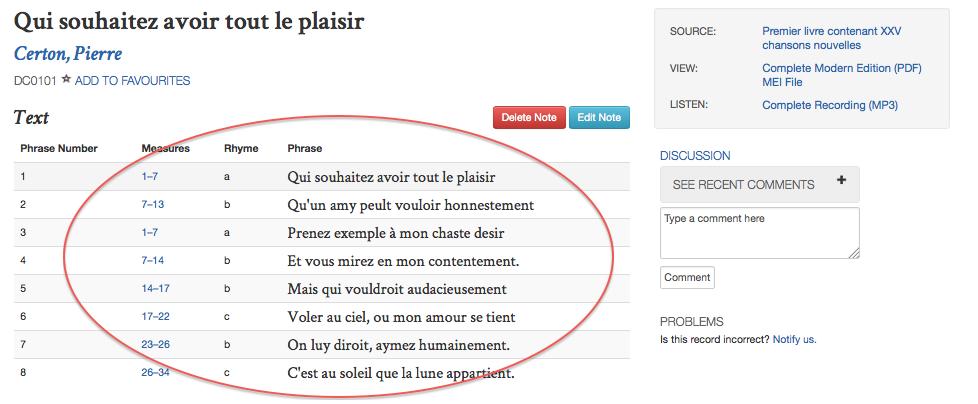 Qui souhaitez avoir tout le plaisir
Certon, Pierre
DC0101 ☆ ADD TO FAVOURITES
Text
Delete Note Edit Note
Phrase Number Measures Rhyme Phrase
1 1–7 a Qui souhaitez avoir tout le plaisir
2 7–13 b Qu'un amy peult vouloir honnestement
3 1–7 a Prenez exemple à mon chaste desir
4 7–14 b Et vous mirez en mon contentement.
5 14–17 b Mais qui vouldroit audacieusement
6 17–22 c Voler au ciel, ou mon amour se tient
7 23–26 b On luy diroit, aymez humainement.
8 26–34 c C'est au soleil que la lune appartient.
SOURCE: Premier livre contenant XXV
chansons nouvelles
VIEW: Complete Modern Edition (PDF)
MEI File
LISTEN: Complete Recording (MP3)
DISCUSSION
SEE RECENT COMMENTS +
Type a comment here
Comment
PROBLEMS
Is this record incorrect? Notify us.